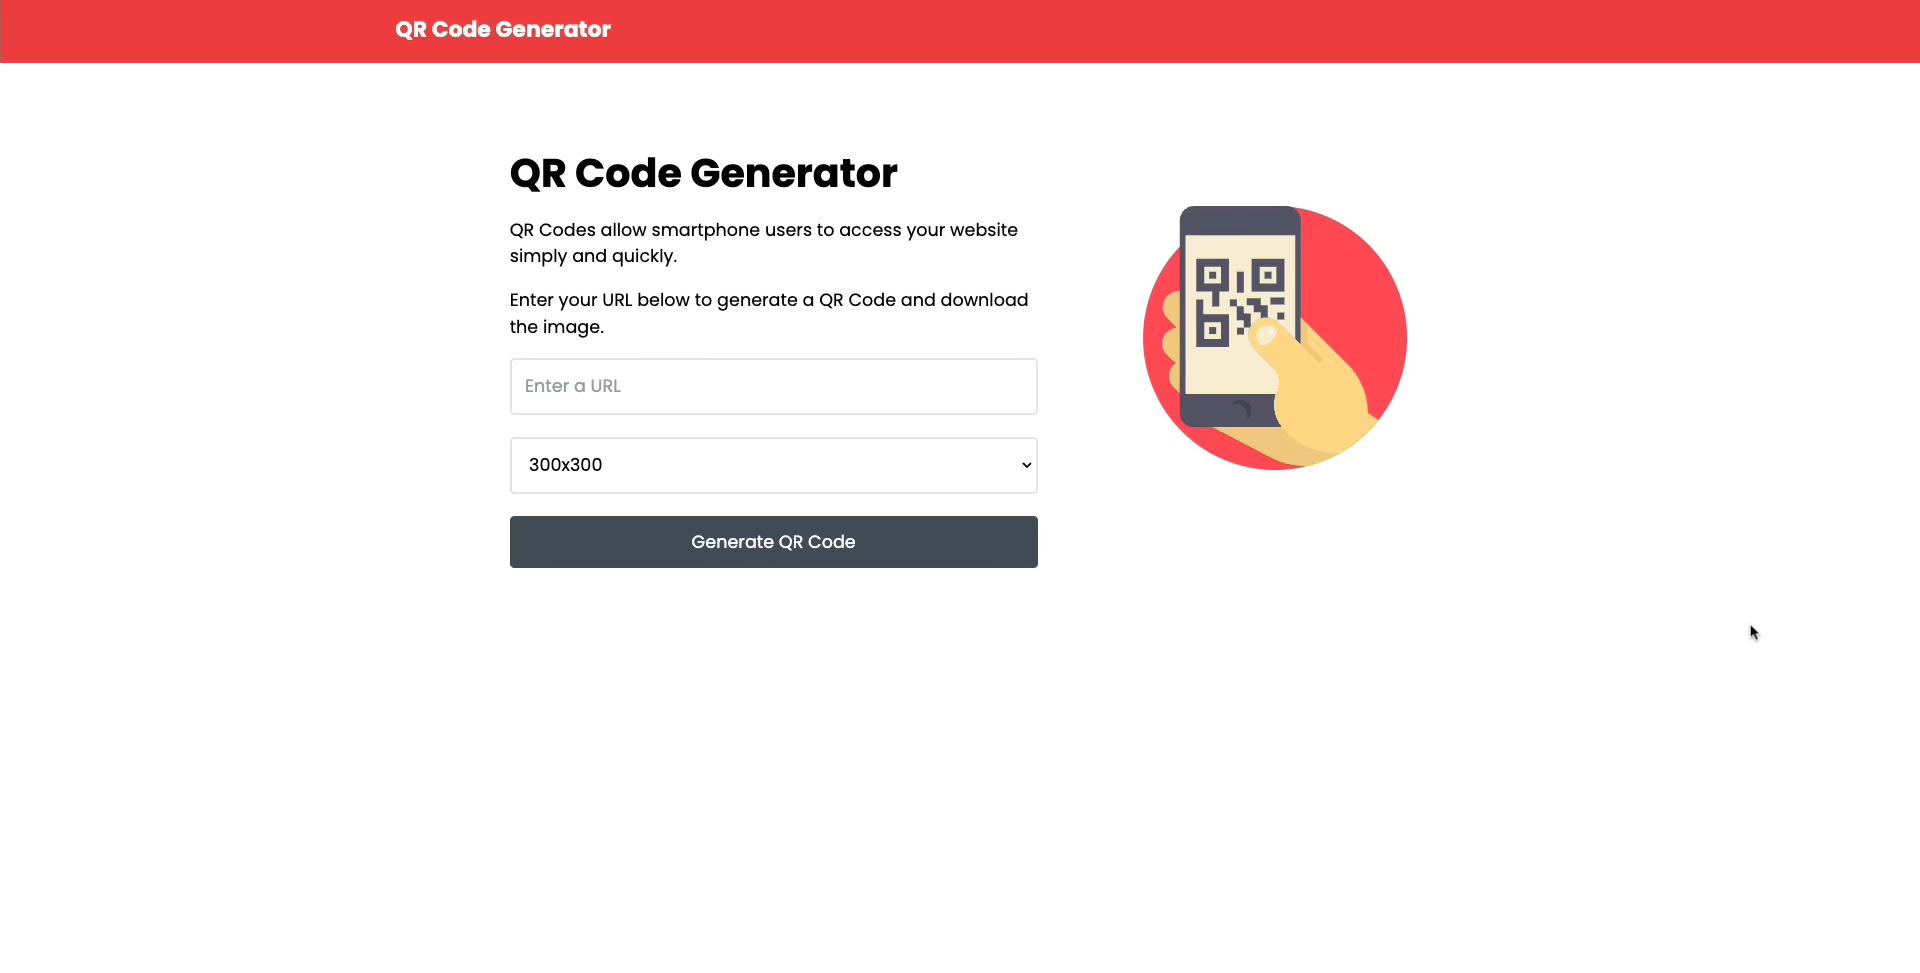 QR Code Generator
QR Code Generator
QR Codes allow smartphone users to access your website
simply and quickly.
Enter your URL below to generate a QR Code and download
the image.
Enter a URL
300x300
Generate QR Code